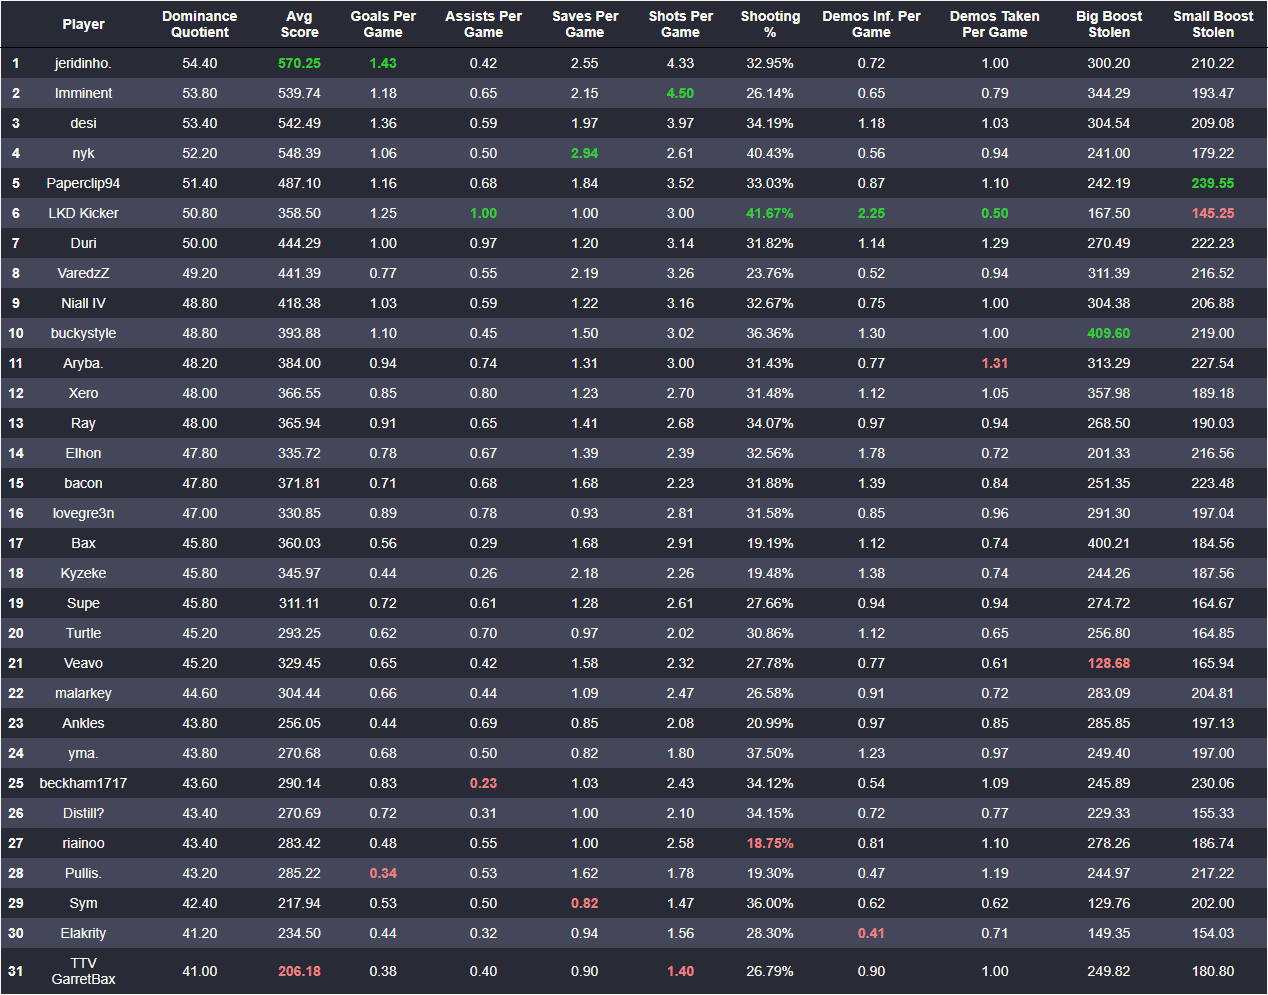 Player Dominance Quotient Avg Score Goals Per Game Assists Per Game Saves Per Game Shots Per Game Shooting % Demos Inf. Per Game Demos Taken Per Game Big Boost Stolen Small Boost Stolen
1 jeridinho. 54.40 570.25 1.43 0.42 2.55 4.33 32.95% 0.72 1.00 300.20 210.22
2 Imminent 53.80 539.74 1.18 0.65 2.15 4.50 26.14% 0.65 0.79 344.29 193.47
3 desi 53.40 542.49 1.36 0.59 1.97 3.97 34.19% 1.18 1.03 304.54 209.08
4 nyk 52.20 548.39 1.06 0.50 2.94 2.61 40.43% 0.56 0.94 241.00 179.22
5 Paperclip94 51.40 487.10 1.16 0.68 1.84 3.52 33.03% 0.87 1.10 242.19 239.55
6 LKD Kicker 50.80 358.50 1.25 1.00 1.00 3.00 41.67% 2.25 0.50 167.50 145.25
7 Duri 50.00 444.29 1.00 0.97 1.20 3.14 31.82% 1.14 1.29 270.49 222.23
8 VaredzZ 49.20 441.39 0.77 0.55 2.19 3.26 23.76% 0.52 0.94 311.39 216.52
9 Niall IV 48.80 418.38 1.03 0.59 1.22 3.16 32.67% 0.75 1.00 304.38 206.88
10 buckystyle 48.80 393.88 1.10 0.45 1.50 3.02 36.36% 1.30 1.00 409.60 219.00
11 Aryba. 48.20 384.00 0.94 0.74 1.31 3.00 31.43% 0.77 1.31 313.29 227.54
12 Xero 48.00 366.55 0.85 0.80 1.23 2.70 31.48% 1.12 1.05 357.98 189.18
13 Ray 48.00 365.94 0.91 0.65 1.41 2.68 34.07% 0.97 0.94 268.50 190.03
14 Elhon 47.80 335.72 0.78 0.67 1.39 2.39 32.56% 1.78 0.72 201.33 216.56
15 bacon 47.80 371.81 0.71 0.68 1.68 2.23 31.88% 1.39 0.84 251.35 223.48
16 lovegre3n 47.00 330.85 0.89 0.78 0.93 2.81 31.58% 0.85 0.96 291.30 197.04
17 Bax 45.80 360.03 0.56 0.29 1.68 2.91 19.19% 1.12 0.74 400.21 184.56
18 Kyzeke 45.80 345.97 0.44 0.26 2.18 2.26 19.48% 1.38 0.74 244.26 187.56
19 Supe 45.80 311.11 0.72 0.61 1.28 2.61 27.66% 0.94 0.94 274.72 164.67
20 Turtle 45.20 293.25 0.62 0.70 0.97 2.02 30.86% 1.12 0.65 256.80 164.85
21 Veavo 45.20 329.45 0.65 0.42 1.58 2.32 27.78% 0.77 0.61 128.68 165.94
22 malarkey 44.60 304.44 0.66 0.44 1.09 2.47 26.58% 0.91 0.72 283.09 204.81
23 Ankles 43.80 256.05 0.44 0.69 0.85 2.08 20.99% 0.97 0.85 285.85 197.13
24 yma. 43.80 270.68 0.68 0.50 0.82 1.80 37.50% 1.23 0.97 249.40 197.00
25 beckham1717 43.60 290.14 0.83 0.23 1.03 2.43 34.12% 0.54 1.09 245.89 230.06
26 Distill? 43.40 270.69 0.72 0.31 1.00 2.10 34.15% 0.72 0.77 229.33 155.33
27 riainoo 43.40 283.42 0.48 0.55 1.00 2.58 18.75% 0.81 1.10 278.26 186.74
28 Pullis. 43.20 285.22 0.34 0.53 1.62 1.78 19.30% 0.47 1.19 244.97 217.22
29 Sym 42.40 217.94 0.53 0.50 0.82 1.47 36.00% 0.62 0.62 129.76 202.00
30 Elakrity 41.20 234.50 0.44 0.32 0.94 1.56 28.30% 0.41 0.71 149.35 154.03
31 TTV GarretBax 41.00 206.18 0.38 0.40 0.90 1.40 26.79% 0.90 1.00 249.82 180.80